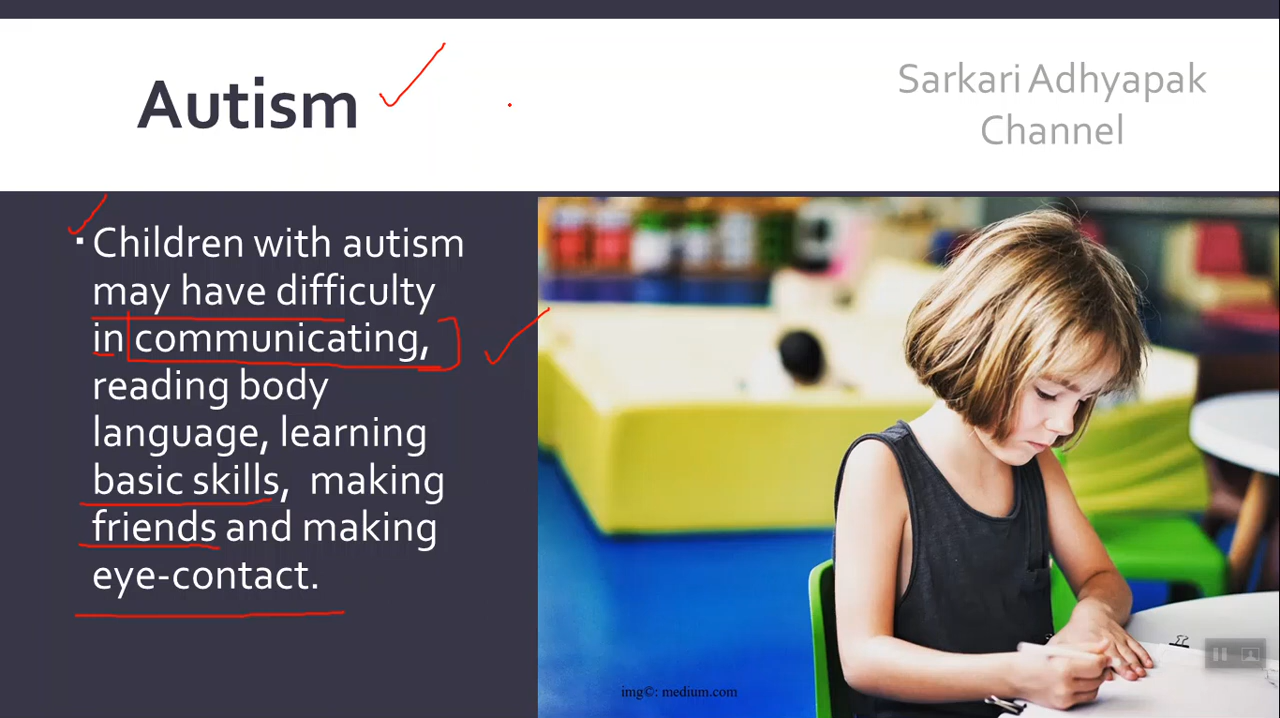 Autism
Sarkari Adhyapak
Channel
Children with autism
may have difficulty
in communicating,
reading body
language, learning
basic skills, making
friends and making
eye-contact.
img©: medium.com